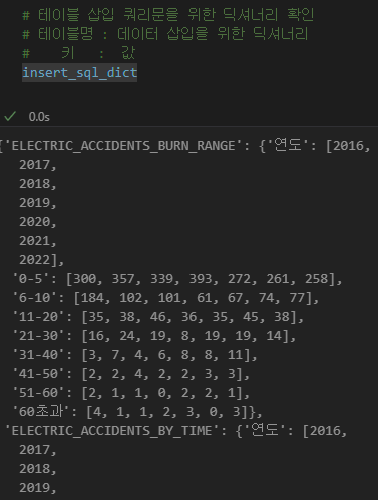 # 테이블 삽입 쿼리문을 위한 딕셔너리 확인
# 테이블명 : 데이터 삽입을 위한 딕셔너리
# 키 : 값
insert_sql_dict
0.0s
{'ELECTRIC_ACCIDENTS_BURN_RANGE': {'연도': [2016,
2017,
2018,
2019,
2020,
2021,
2022],
'0-5': [300, 357, 339, 393, 272, 261, 258],
'6-10': [184, 102, 101, 61, 67, 74, 77],
'11-20': [35, 38, 46, 36, 35, 45, 38],
'21-30': [16, 24, 19, 8, 19, 19, 14],
'31-40': [3, 7, 4, 6, 8, 8, 11],
'41-50': [2, 2, 4, 2, 2, 3, 3],
'51-60': [2, 1, 1, 0, 2, 2, 1],
'60초과': [4, 1, 1, 2, 3, 0, 3]},
'ELECTRIC_ACCIDENTS_BY_TIME': {'연도': [2016,
2017,
2018,
2019,